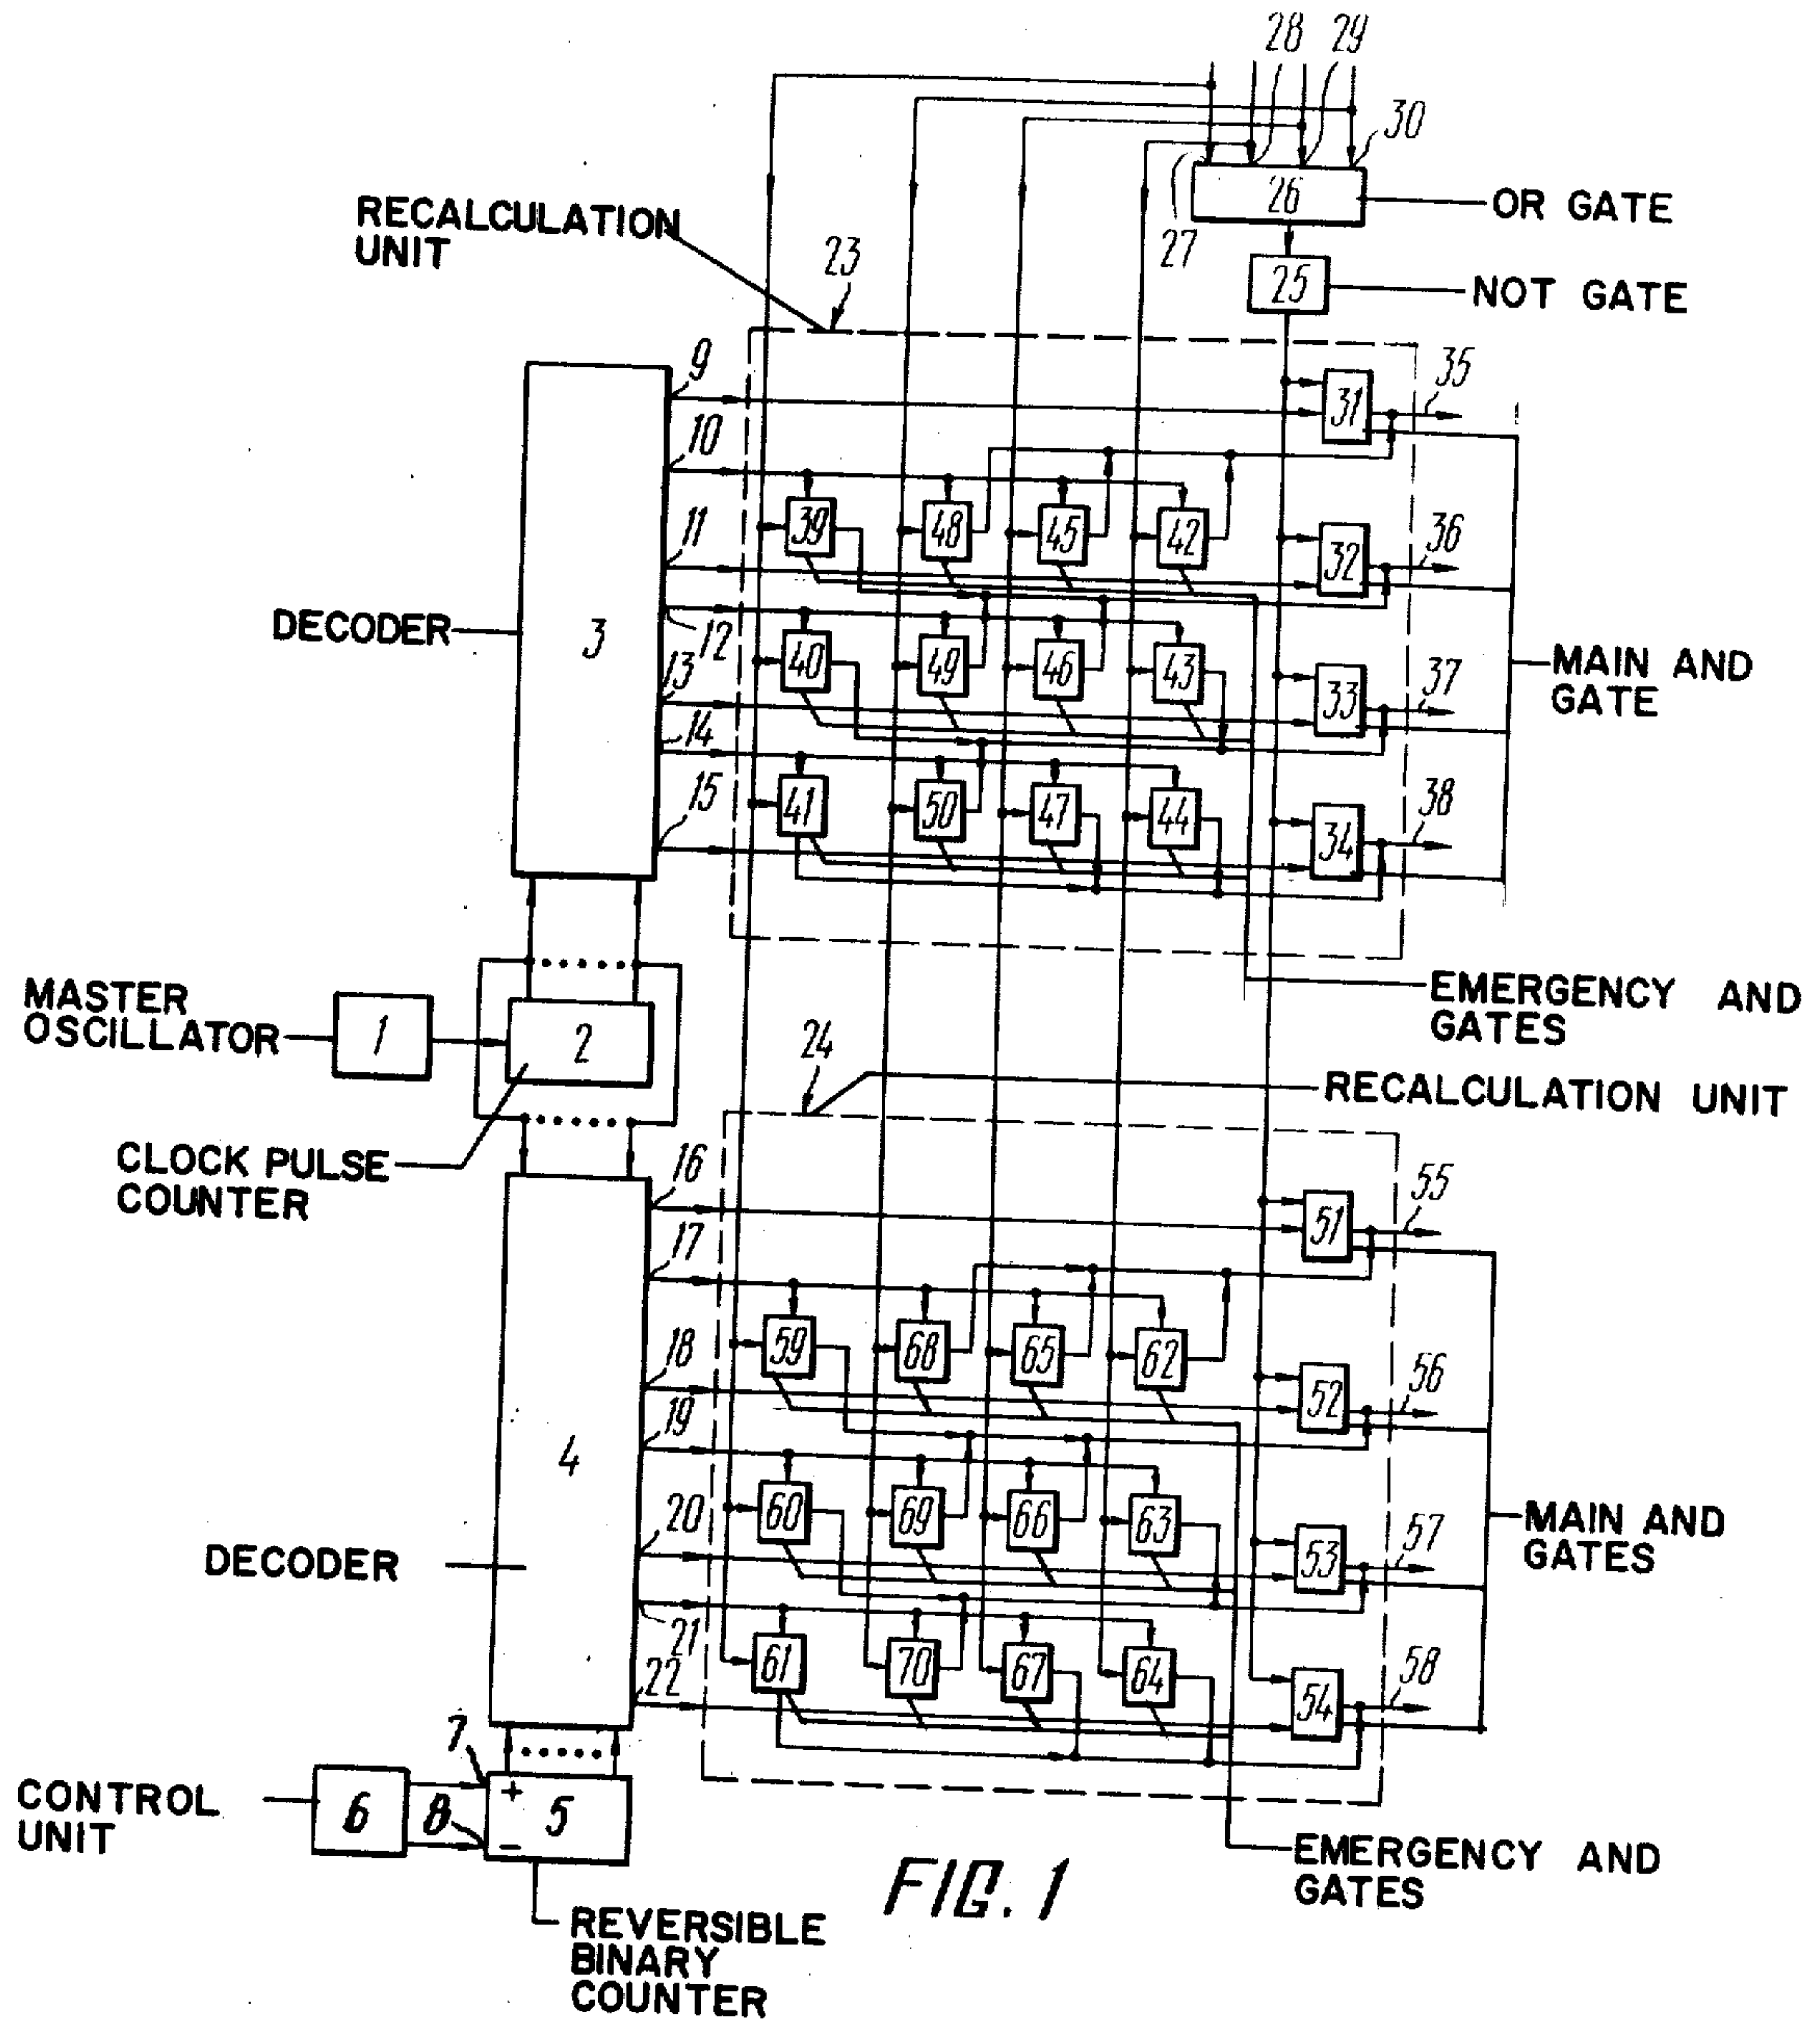 28 29
30
RECALCULATION
UNIT
23
27
26
OR GATE
25
NOT GATE
9
31
35
10
11
39
48
45
42
32
36
DECODER
3
12
40
49
46
43
13
33
37
MAIN AND
GATE
14
41
50
47
44
15
34
38
MASTER
OSCILLATOR
1
2
EMERGENCY AND
GATES
24
RECALCULATION UNIT
CLOCK PULSE
COUNTER
16
51
55
17
59
68
65
62
18
52
56
19
4
60
69
66
63
20
DECODER
53
57
MAIN AND
GATES
21
61
70
67
64
22
54
58
7
CONTROL
UNIT
6
8
+
−
5
EMERGENCY AND
GATES
FIG. 1
REVERSIBLE
BINARY
COUNTER